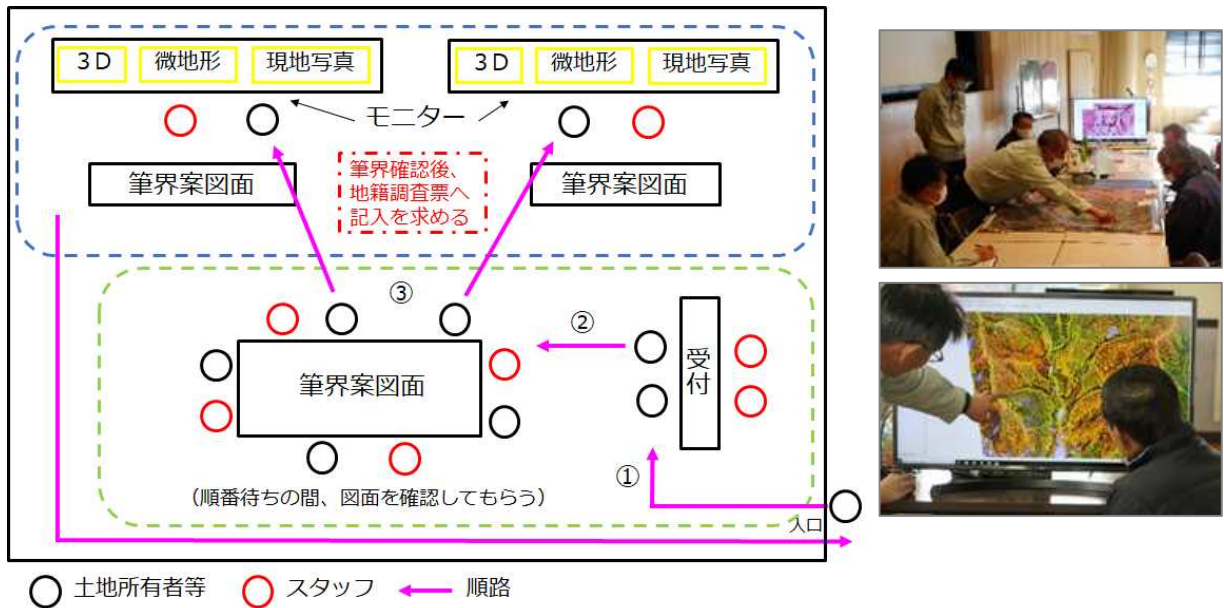 ３Ｄ 微地形 現地写真
３Ｄ 微地形 現地写真
モニター
筆界案図面
筆界確認後、
地籍調査票へ
記入を求める
筆界案図面
③
②
受付
筆界案図面
①
（順番待ちの間、図面を確認してもらう）
入口
土地所有者等 スタッフ 順路